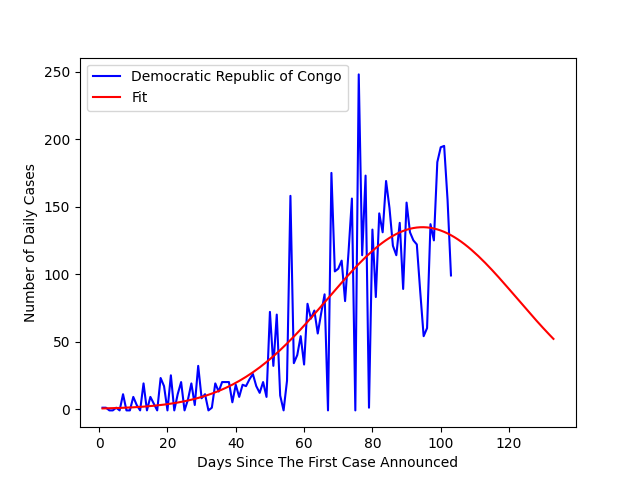 Democratic Republic of Congo
Fit
250
200
150
100
50
0
Number of Daily Cases
0 20 40 60 80 100 120
Days Since The First Case Announced